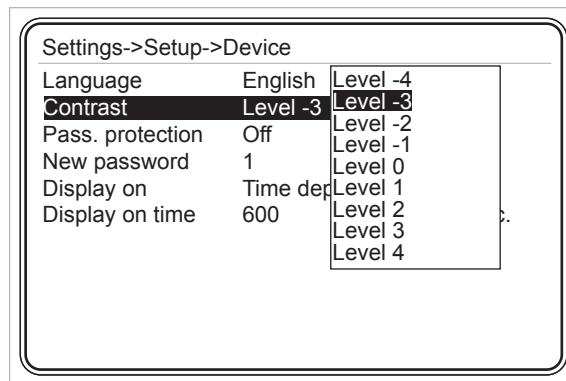 Settings->Setup->Device
Language English Level -4
Contrast Level -3 Level -3
Level -2
Pass. protection Off
Level -1
New password 1
Level 0
Display on Time dep
Level 1
Display on time 600 Level 2 c.
Level 3
Level 4